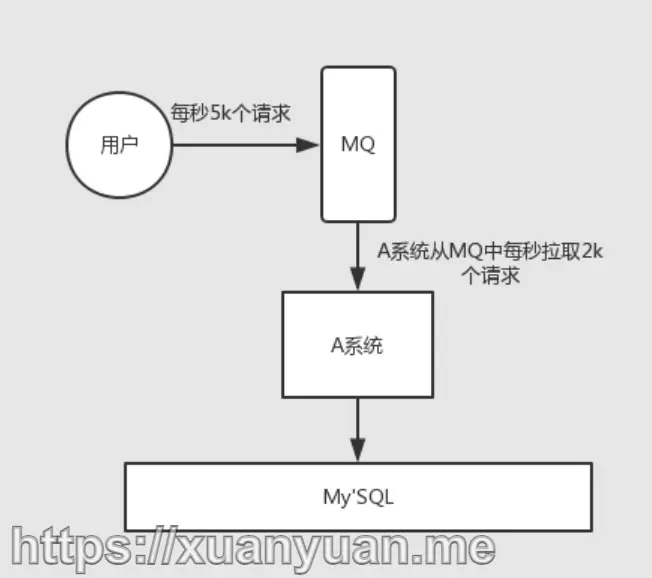 每秒5k个请求
用户
MQ
A系统从MQ中每秒拉取2k
个请求
A系统
My'SQL
https://xuanyuan.me